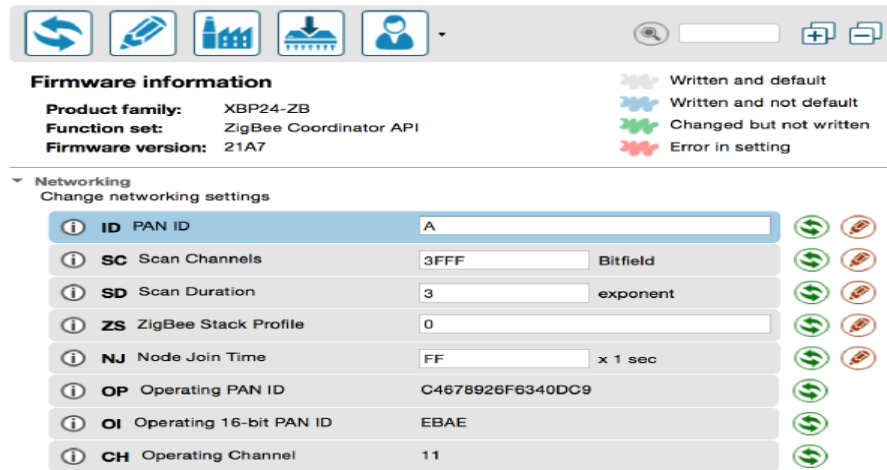 Firmware information
Written and default
Product family: XBP24-ZB
Written and not default
Function set: ZigBee Coordinator API
Changed but not written
Firmware version: 21A7
Error in setting
Networking
Change networking settings
ID PAN ID A
SC Scan Channels 3FFF Bitfield
SD Scan Duration 3 exponent
ZS ZigBee Stack Profile 0
NJ Node Join Time FF x 1 sec
OP Operating PAN ID C4678926F6340DC9
OI Operating 16-bit PAN ID EBAE
CH Operating Channel 11